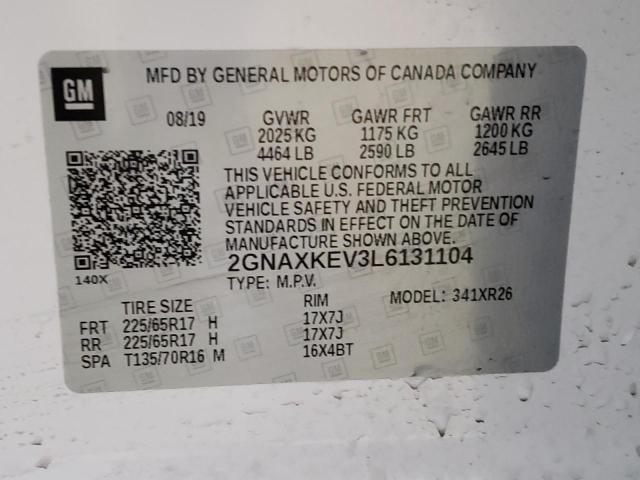 GM
MFD BY GENERAL MOTORS OF CANADA COMPANY
08/19 GVWR GAWR FRT GAWR RR
2025 KG 1175 KG 1200 KG
4464 LB 2590 LB 2645 LB
THIS VEHICLE CONFORMS TO ALL
APPLICABLE U.S. FEDERAL MOTOR
VEHICLE SAFETY AND THEFT PREVENTION
STANDARDS IN EFFECT ON THE DATE OF
MANUFACTURE SHOWN ABOVE.
2GNAXKEV3L6131104
140X
TYPE: M.P.V. MODEL: 341XR26
TIRE SIZE RIM
FRT 225/65R17 H 17X7J
RR 225/65R17 H 17X7J
SPA T135/70R16 M 16X4BT